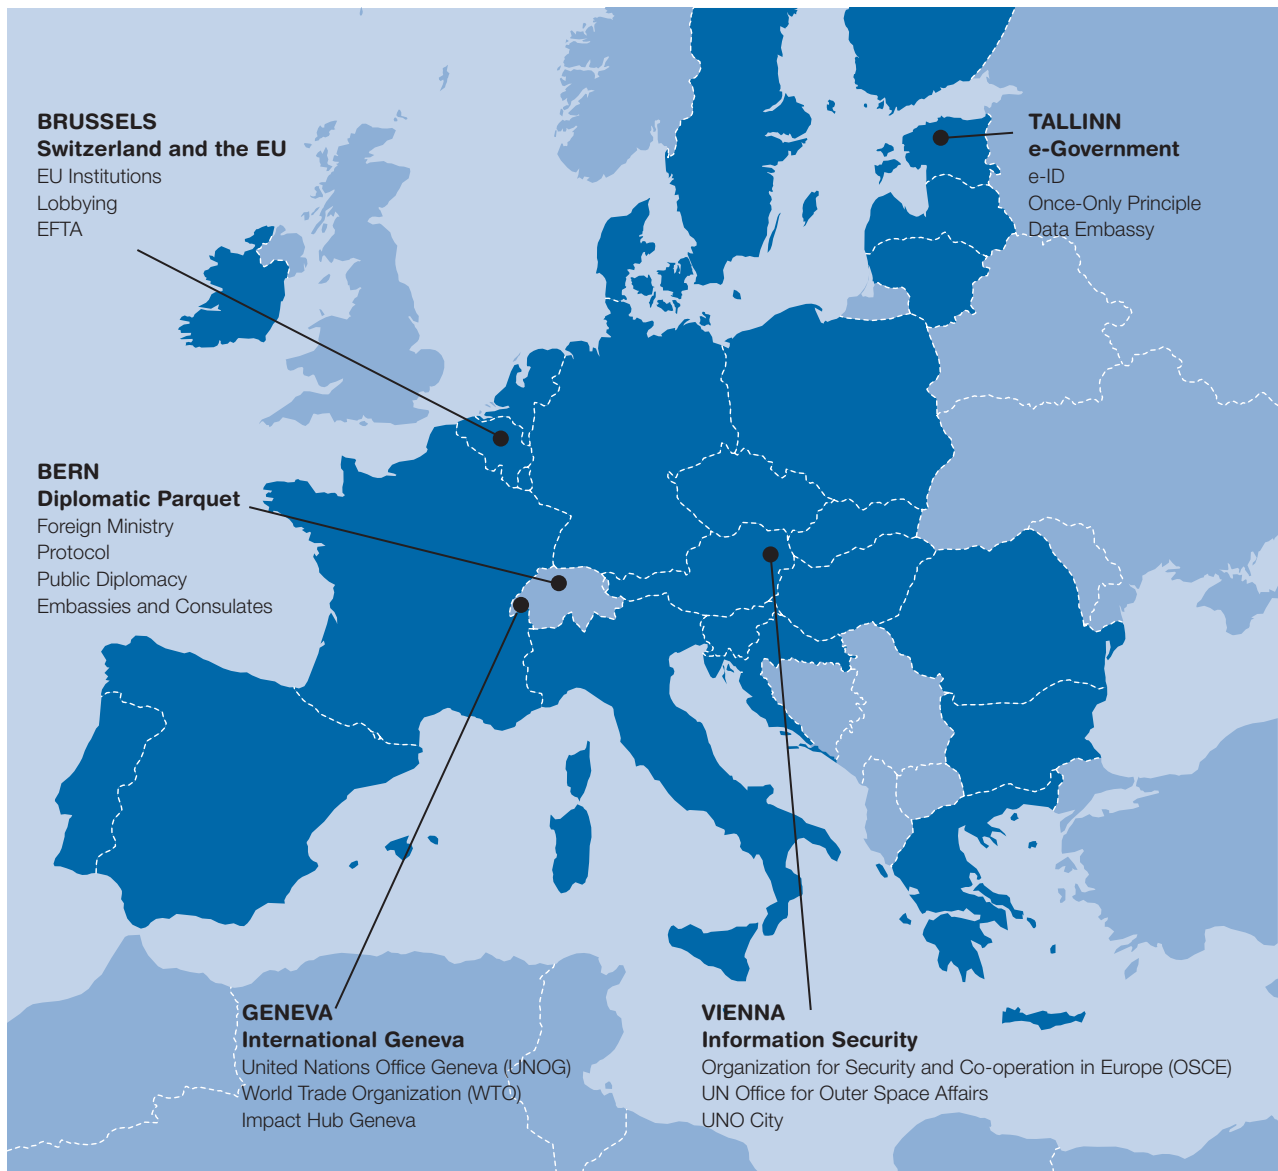 BRUSSELS
Switzerland and the EU
EU Institutions
Lobbying
EFTA
TALLINN
e-Government
e-ID
Once-Only Principle
Data Embassy
BERN
Diplomatic Parquet
Foreign Ministry
Protocol
Public Diplomacy
Embassies and Consulates
GENEVA
International Geneva
United Nations Office Geneva (UNOG)
World Trade Organization (WTO)
Impact Hub Geneva
VIENNA
Information Security
Organization for Security and Co-operation in Europe (OSCE)
UN Office for Outer Space Affairs
UNO City